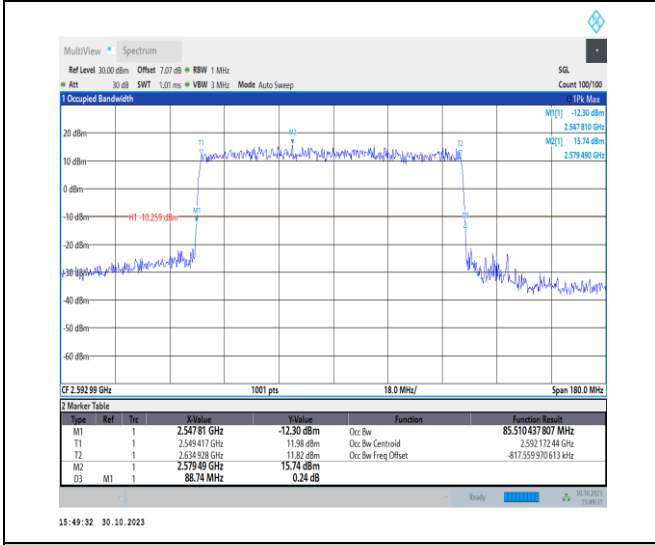 MultiView Spectrum
Ref Level 30.00 dBm Offset 7.07 dB RBW 1 MHz SGL
Att 30 dB SWT 1.01 ms VBW 3 MHz Mode Auto Sweep Count 100/100
1 Occupied Bandwidth 1Pk Max
M1[1] -12.30 dBm
2.547 810 GHz
M2[1] 15.74 dBm
2.579 490 GHz
20 dBm
T1 M2 T2
10 dBm
0 dBm
M1
-10 dBm H1 -10.259 dBm
-20 dBm
-30 dBm
-40 dBm
-50 dBm
-60 dBm
CF 2.592 99 GHz 1001 pts 18.0 MHz/ Span 180.0 MHz
2 Marker Table
Type Ref Trc X-Value Y-Value Function Function Result
M1 1 2.547 81 GHz -12.30 dBm Occ Bw 85.510 437 807 MHz
T1 1 2.549 417 GHz 11.98 dBm Occ Bw Centroid 2.592 172 44 GHz
T2 1 2.634 928 GHz 11.82 dBm Occ Bw Freq Offset -817.559 970 613 kHz
M2 1 2.579 49 GHz 15.74 dBm
D3 M1 1 88.74 MHz 0.24 dB
Ready 30.10.2023
15:49:31
15:49:32 30.10.2023